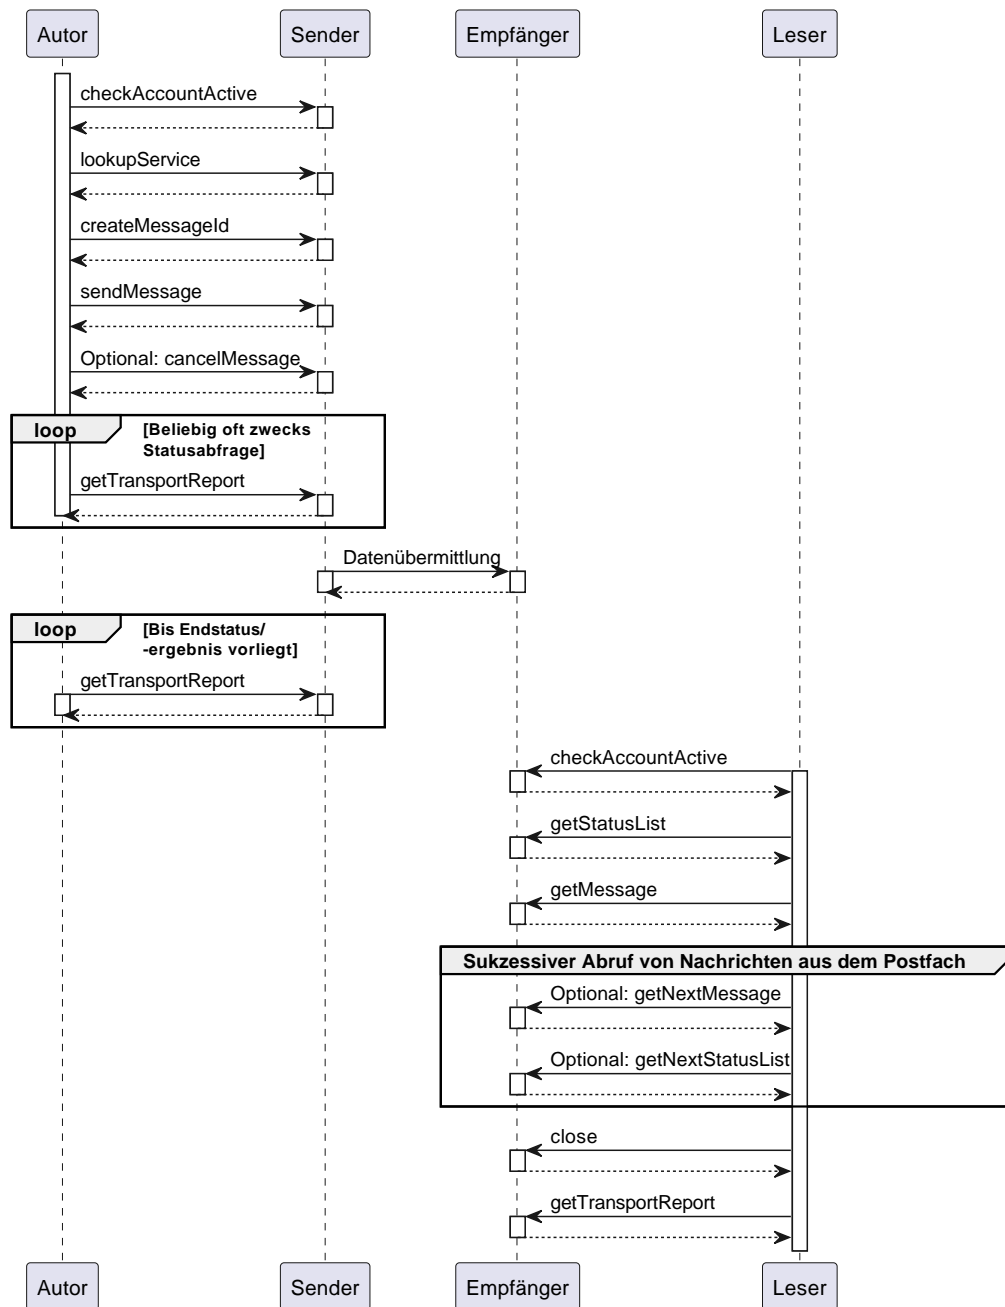 Autor
Sender
Empfänger
Leser
checkAccountActive
lookupService
createMessageId
sendMessage
Optional: cancelMessage
loop
[Beliebig oft zwecks
Statusabfrage]
getTransportReport
Datenübermittlung
loop
[Bis Endstatus/
-ergebnis vorliegt]
getTransportReport
checkAccountActive
getStatusList
getMessage
Sukzessiver Abruf von Nachrichten aus dem Postfach
Optional: getNextMessage
Optional: getNextStatusList
close
getTransportReport
Autor
Sender
Empfänger
Leser